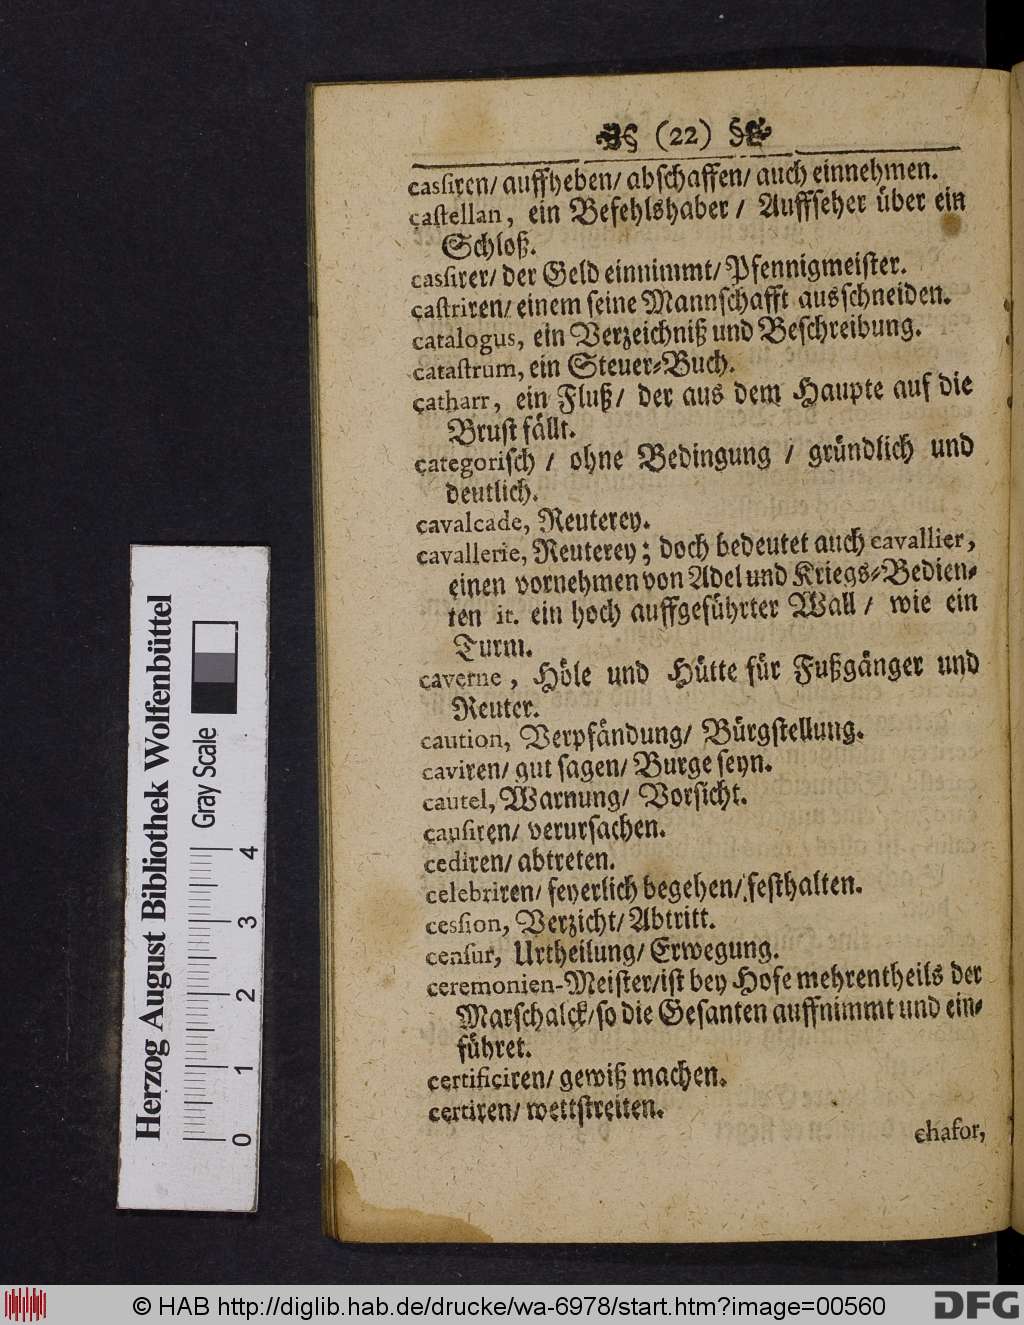 (22)
cassiren/ auffheben/ abschaffen/ auch einnehmen.
castellan, ein Befehlshaber / Auffseher über ein
Schloß.
cassirer/ der Geld einnimmt/ Pfennigmeister.
castriren/ einem seine Mannschafft ausschneiden.
catalogus, ein Verzeichniß und Beschreibung.
catastrum, ein Steuer-Buch.
catharr, ein Fluß / der aus dem Haupte auf die
Brust fällt.
categorisch / ohne Bedingung / gründlich und
deutlich.
cavalcade, Reuterey.
cavallerie, Reuterey; doch bedeutet auch cavallier,
einen vornehmen von Adel und Kriegs-Bedien-
ten it. ein hoch auffgeführter Wall / wie ein
Turm.
caverne, Höle und Hütte für Fußgänger und
Reuter.
caution, Verpfändung/ Bürgstellung.
caviren/ gut sagen/ Burge seyn.
cautel, Warnung/ Vorsicht.
causiren/ verursachen.
cediren/ abtreten.
celebriren/ feyerlich begehen/ festhalten.
cession, Verzicht/ Abtritt.
censur, Urtheilung/ Erwegung.
ceremonien-Meister/ist bey Hofe mehrentheils der
Marschalck/so die Gesanten auffnimmt und ein-
führet.
certificiren/ gewiß machen.
certiren/ wettstreiten.
chafor,
Herzog August Bibliothek Wolfenbüttel
Gray Scale
0 1 2 3 4
© HAB http://diglib.hab.de/drucke/wa-6978/start.htm?image=00560
DFG